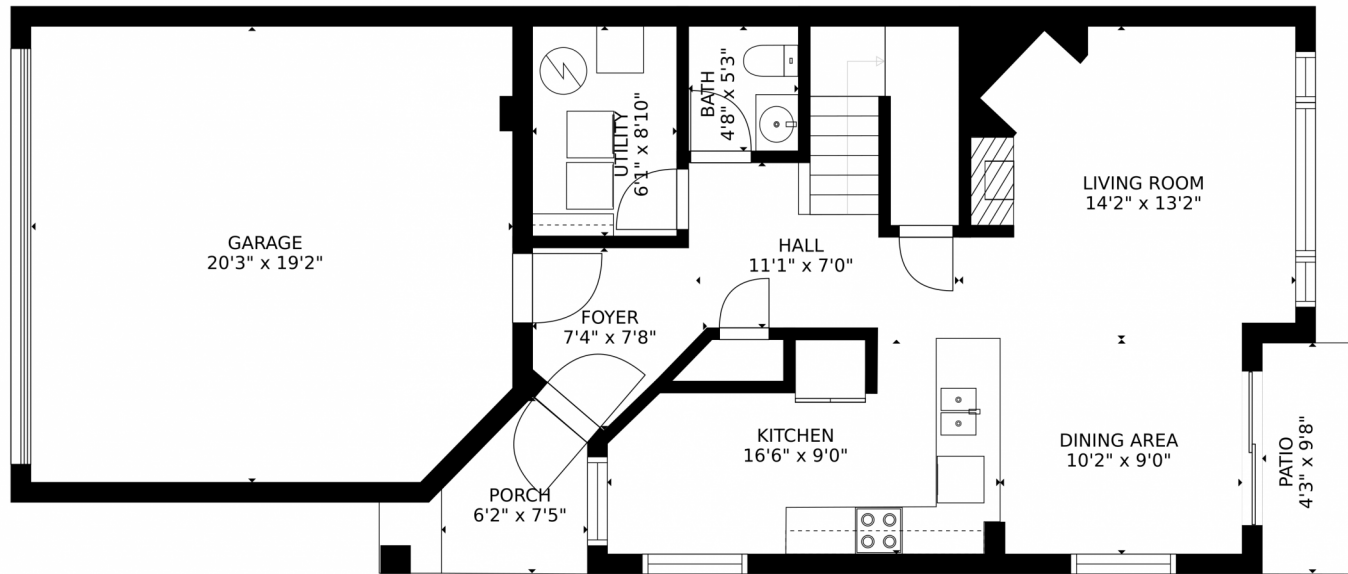 GARAGE
20'3" x 19'2"
UTILITY
6'1" x 8'10"
BATH
4'8" x 5'3"
HALL
11'1" x 7'0"
FOYER
7'4" x 7'8"
LIVING ROOM
14'2" x 13'2"
KITCHEN
16'6" x 9'0"
DINING AREA
10'2" x 9'0"
PATIO
4'3" x 9'8"
PORCH
6'2" x 7'5"